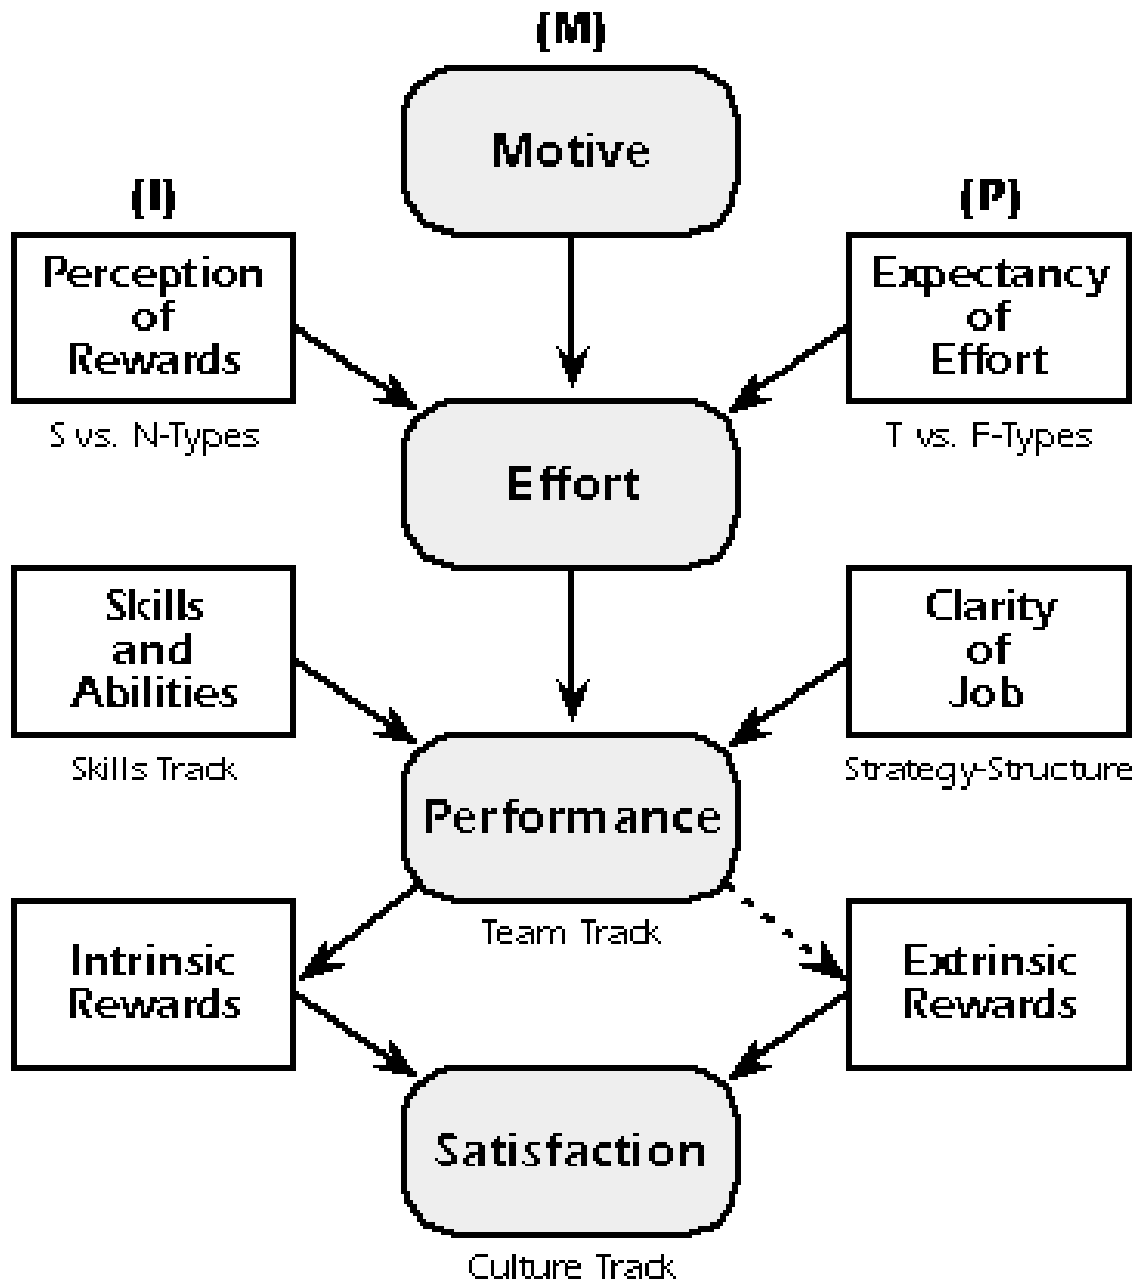 (M)
Motive
(I)
(P)
Perception
of
Rewards
Expectancy
of
Effort
S vs. N-Types
T vs. F-Types
Effort
Skills
and
Abilities
Clarity
of
Job
Skills Track
Strategy-Structure
Performance
Team Track
Intrinsic
Rewards
Extrinsic
Rewards
Satisfaction
Culture Track